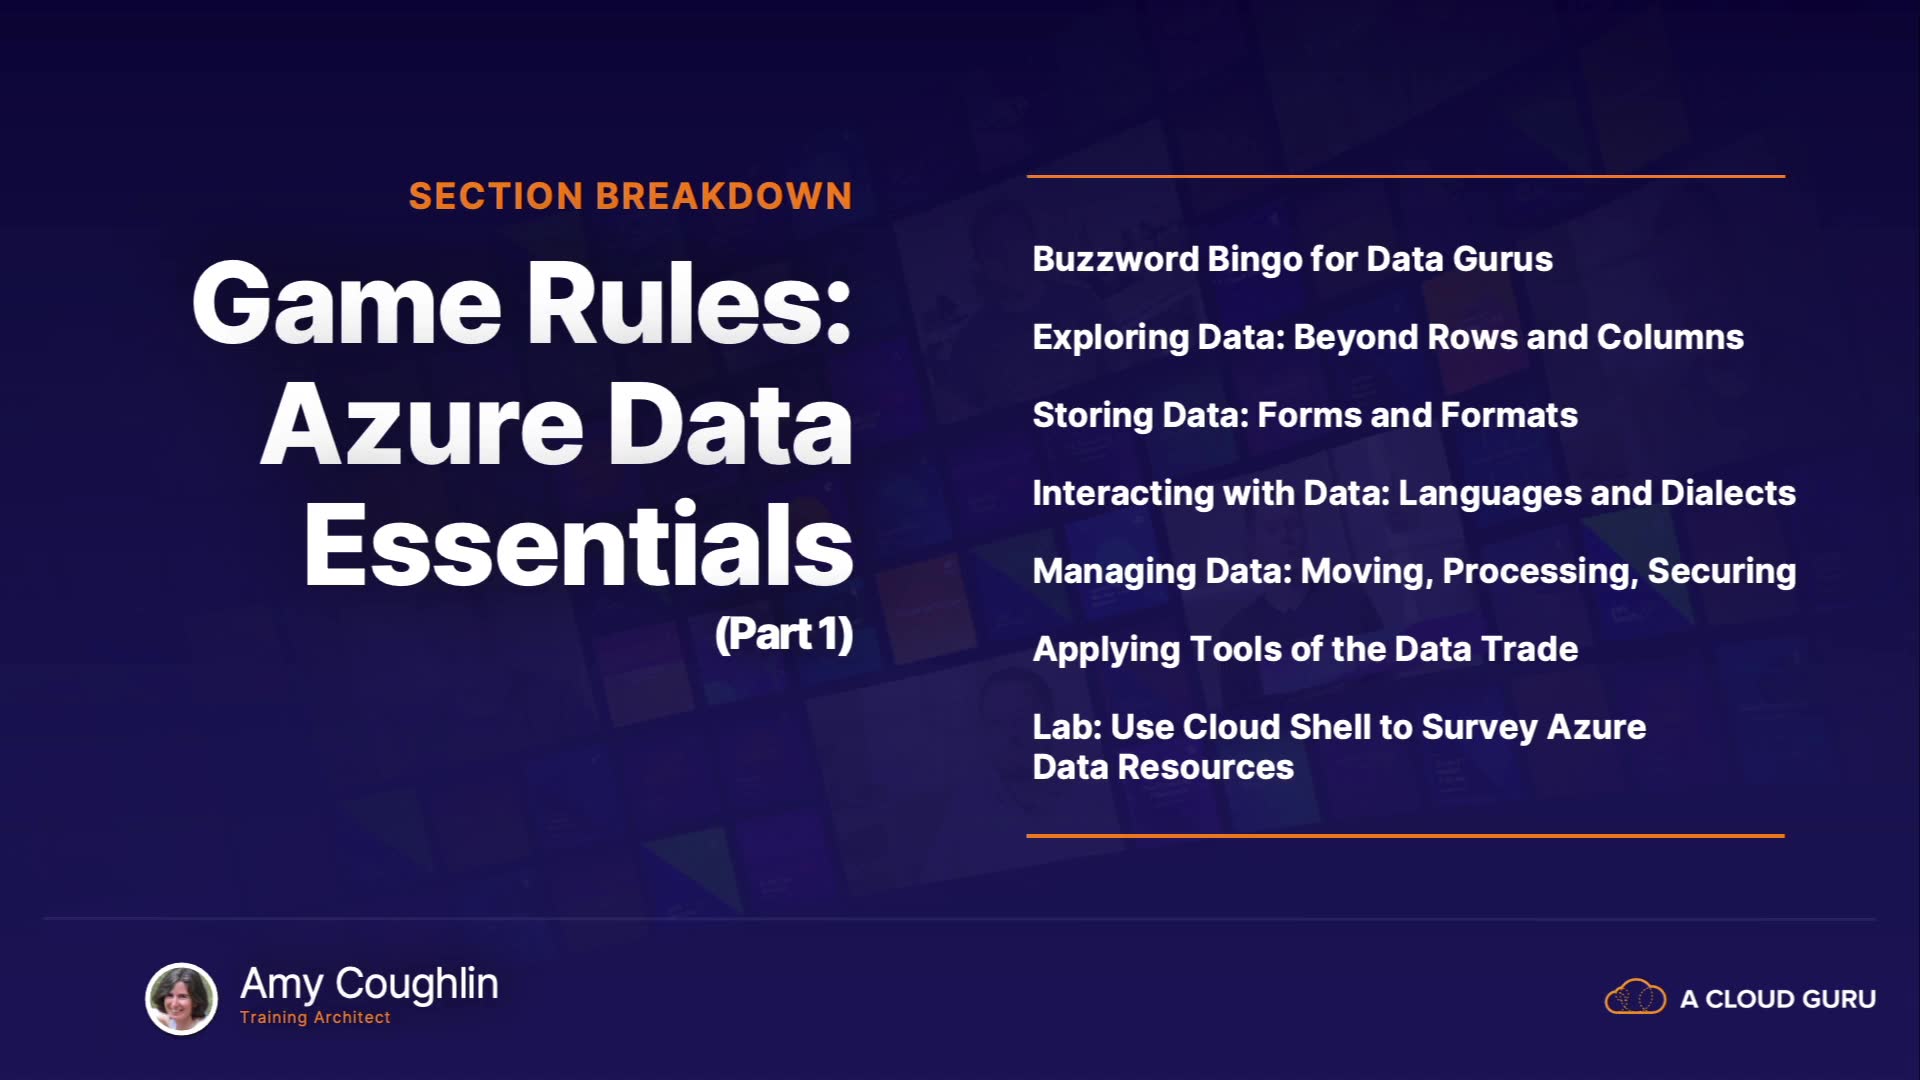 SECTION BREAKDOWN
Game Rules:
Azure Data
Essentials
(Part 1)
Buzzword Bingo for Data Gurus
Exploring Data: Beyond Rows and Columns
Storing Data: Forms and Formats
Interacting with Data: Languages and Dialects
Managing Data: Moving, Processing, Securing
Applying Tools of the Data Trade
Lab: Use Cloud Shell to Survey Azure
Data Resources
Amy Coughlin
Training Architect
A CLOUD GURU